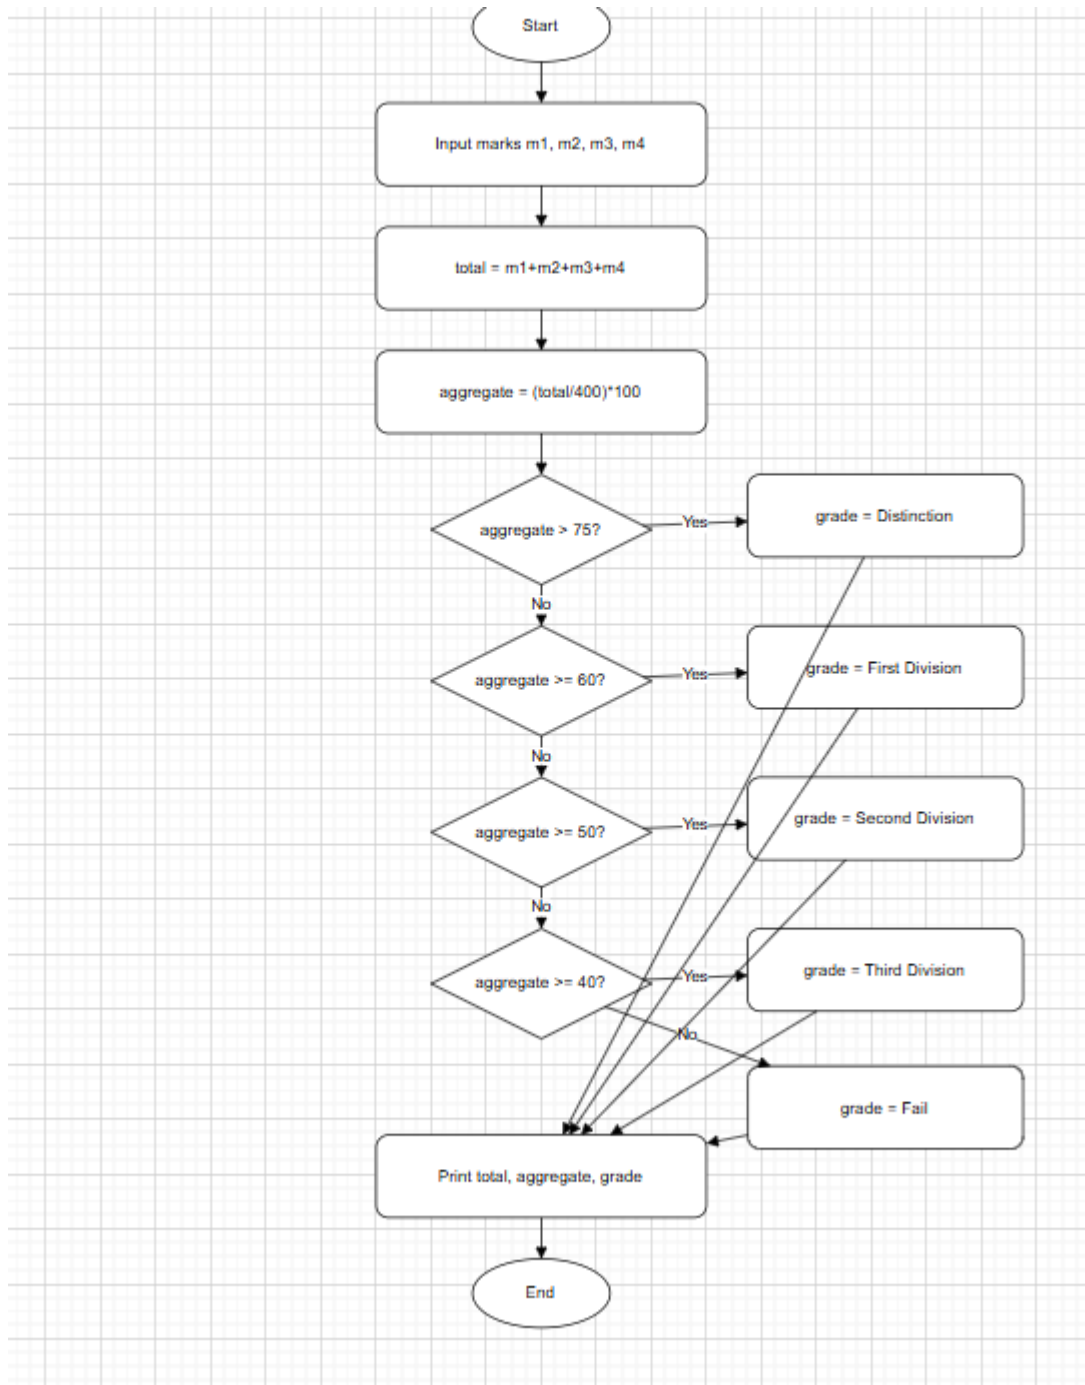 Start
Input marks m1, m2, m3, m4
total = m1+m2+m3+m4
aggregate = (total/400)*100
aggregate > 75?
Yes
grade = Distinction
No
aggregate >= 60?
Yes
grade = First Division
No
aggregate >= 50?
Yes
grade = Second Division
No
aggregate >= 40?
Yes
grade = Third Division
No
grade = Fail
Print total, aggregate, grade
End